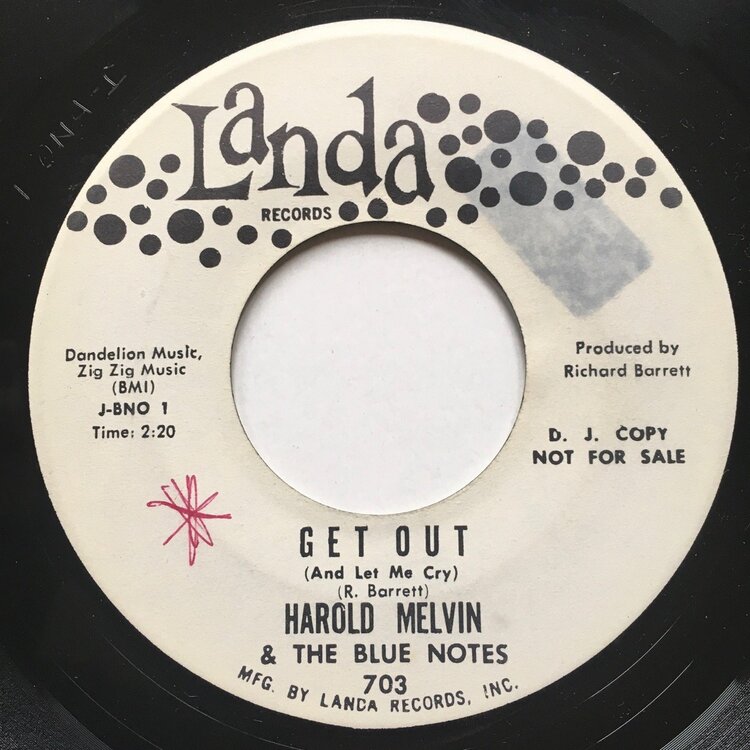 Landa
RECORDS
Dandelion Music,
Zig Zig Music
(BMI)
J-BNO 1
Time: 2:20
Produced by
Richard Barrett
D. J. COPY
NOT FOR SALE
GET OUT
(And Let Me Cry)
(R. Barrett)
HAROLD MELVIN
& THE BLUE NOTES
703
MFG. BY LANDA RECORDS, INC.